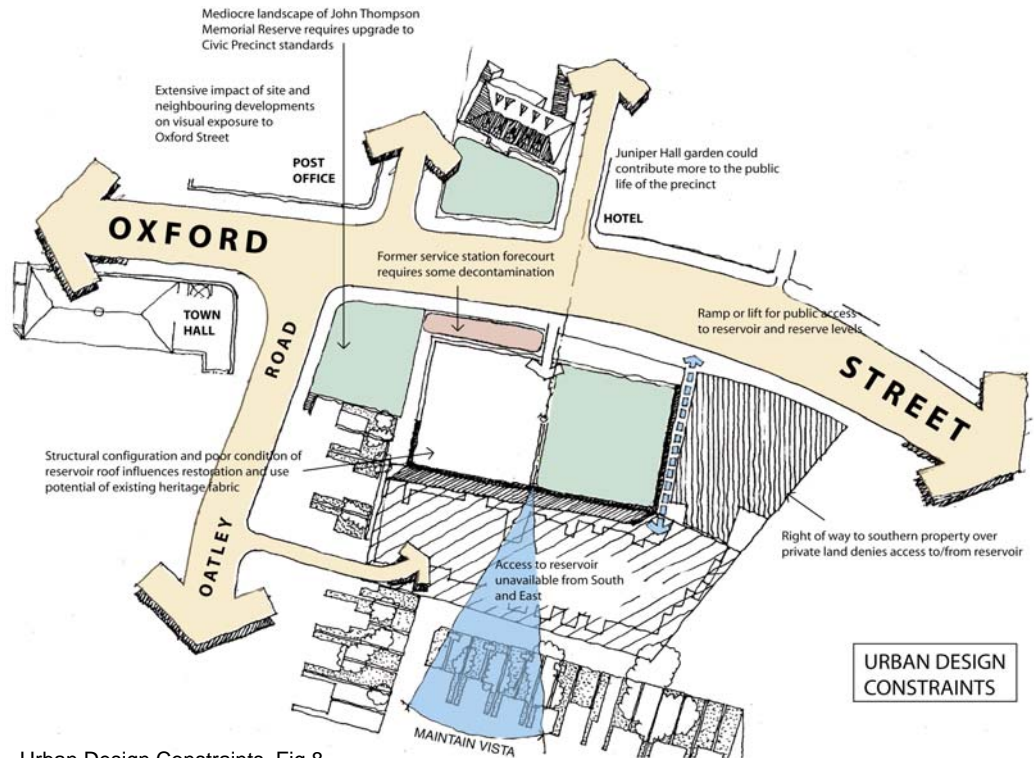 Mediocre landscape of John Thompson
Memorial Reserve requires upgrade to
Civic Precinct standards
Extensive impact of site and
neighbouring developments
on visual exposure to
Oxford Street
POST
OFFICE
Juniper Hall garden could
contribute more to the public
life of the precinct
HOTEL
OXFORD
STREET
Former service station forecourt
requires some decontamination
TOWN
HALL
Ramp or lift for public access
to reservoir and reserve levels
OATLEY
ROAD
Structural configuration and poor condition of
reservoir roof influences restoration and use
potential of existing heritage fabric
Right of way to southern property over
private land denies access to/from reservoir
Access to reservoir
unavailable from South
and East
URBAN DESIGN
CONSTRAINTS
MAINTAIN VISTA
Urban Design Constraints, Fig 8